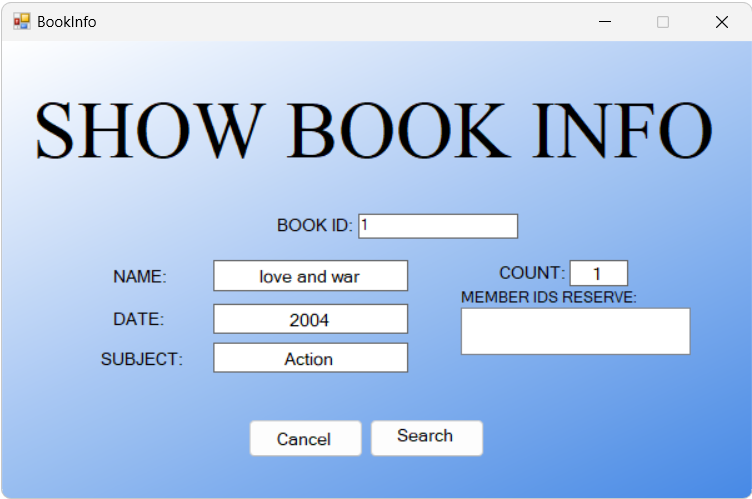 BookInfo
SHOW BOOK INFO
BOOK ID: 1
NAME: love and war
COUNT: 1
MEMBER IDS RESERVE:
DATE: 2004
SUBJECT: Action
Cancel Search